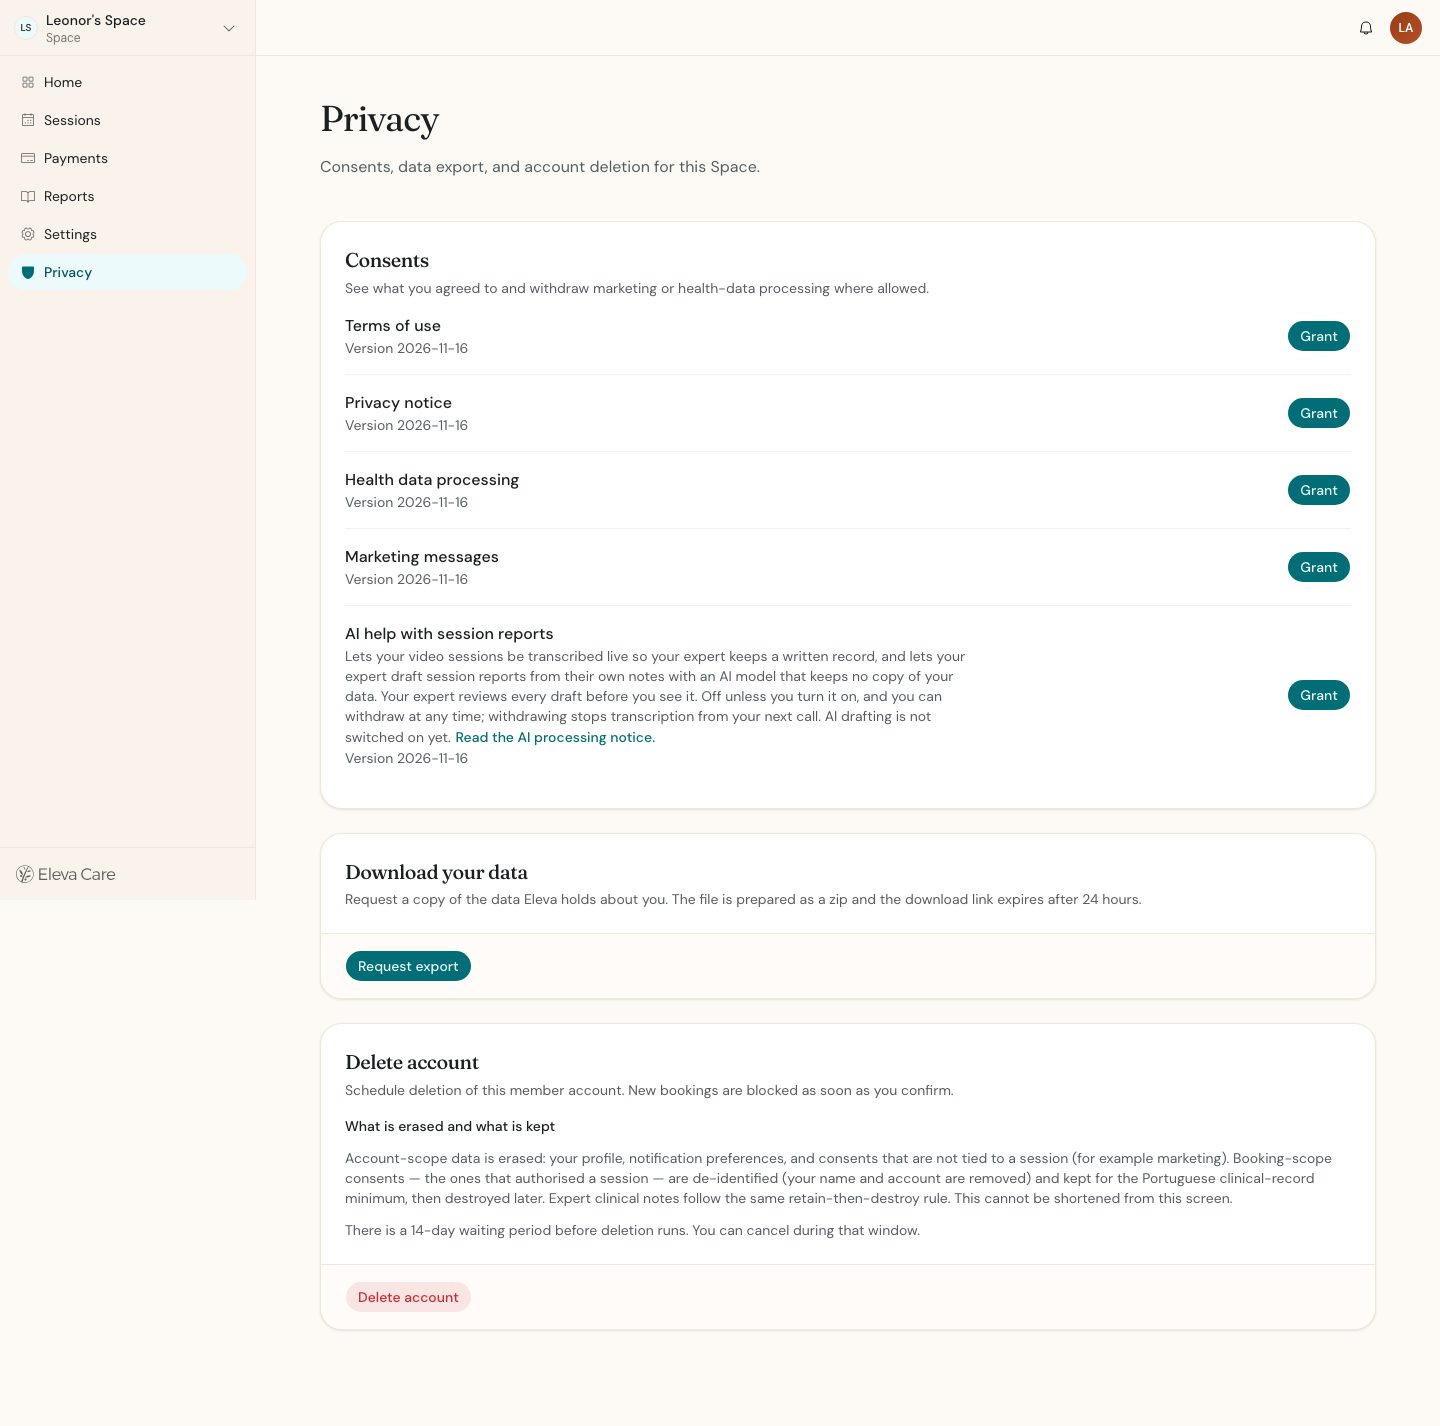 LS
Leonor's Space
Space
LA
Home
Sessions
Payments
Reports
Settings
Privacy
Eleva Care
Privacy
Consents, data export, and account deletion for this Space.
Consents
See what you agreed to and withdraw marketing or health-data processing where allowed.
Terms of use
Version 2026-11-16
Grant
Privacy notice
Version 2026-11-16
Grant
Health data processing
Version 2026-11-16
Grant
Marketing messages
Version 2026-11-16
Grant
AI help with session reports
Lets your video sessions be transcribed live so your expert keeps a written record, and lets your
expert draft session reports from their own notes with an AI model that keeps no copy of your
data. Your expert reviews every draft before you see it. Off unless you turn it on, and you can
withdraw at any time; withdrawing stops transcription from your next call. AI drafting is not
switched on yet. Read the AI processing notice.
Version 2026-11-16
Grant
Download your data
Request a copy of the data Eleva holds about you. The file is prepared as a zip and the download link expires after 24 hours.
Request export
Delete account
Schedule deletion of this member account. New bookings are blocked as soon as you confirm.
What is erased and what is kept
Account-scope data is erased: your profile, notification preferences, and consents that are not tied to a session (for example marketing). Booking-scope
consents — the ones that authorised a session — are de-identified (your name and account are removed) and kept for the Portuguese clinical-record
minimum, then destroyed later. Expert clinical notes follow the same retain-then-destroy rule. This cannot be shortened from this screen.
There is a 14-day waiting period before deletion runs. You can cancel during that window.
Delete account